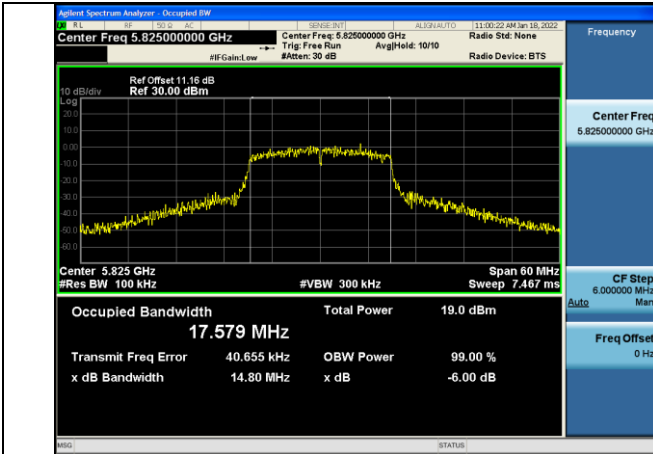 Agilent Spectrum Analyzer - Occupied BW
RL RF 50 Ω AC SENSE:INT ALIGNAUTO 11:00:22 AM Jan 18, 2022
Center Freq 5.825000000 GHz Center Freq: 5.825000000 GHz Radio Std: None Frequency
Trig: Free Run Avg|Hold: 10/10
#IFGain:Low #Atten: 30 dB Radio Device: BTS
Ref Offset 11.16 dB
10 dB/div Ref 30.00 dBm
Log
20.0
10.0
0.00
-10.0
-20.0
-30.0
-40.0
-50.0
-60.0
Center Freq
5.825000000 GHz
Center 5.825 GHz Span 60 MHz
#Res BW 100 kHz #VBW 300 kHz Sweep 7.467 ms
CF Step
6.000000 MHz
Auto Man
Occupied Bandwidth Total Power 19.0 dBm
17.579 MHz
Transmit Freq Error 40.655 kHz OBW Power 99.00 %
x dB Bandwidth 14.80 MHz x dB -6.00 dB
Freq Offset
0 Hz
MSG STATUS